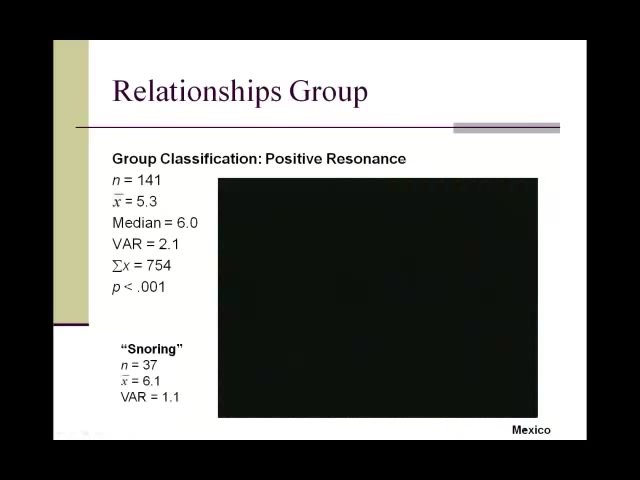 Relationships Group
Group Classification: Positive Resonance
n = 141
x̅ = 5.3
Median = 6.0
VAR = 2.1
∑x = 754
p < .001
“Snoring”
n = 37
x̅ = 6.1
VAR = 1.1
Mexico